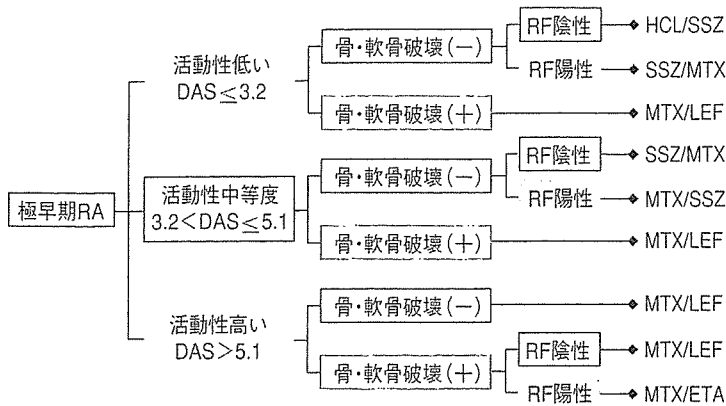 極早期RA
活動性低い
DAS≦3.2
骨・軟骨破壊(−)
RF陰性
HCL/SSZ
RF陽性
SSZ/MTX
骨・軟骨破壊(+)
MTX/LEF
活動性中等度
3.2<DAS≦5.1
骨・軟骨破壊(−)
RF陰性
SSZ/MTX
RF陽性
MTX/SSZ
骨・軟骨破壊(+)
MTX/LEF
活動性高い
DAS>5.1
骨・軟骨破壊(−)
MTX/LEF
骨・軟骨破壊(+)
RF陰性
MTX/LEF
RF陽性
MTX/ETA